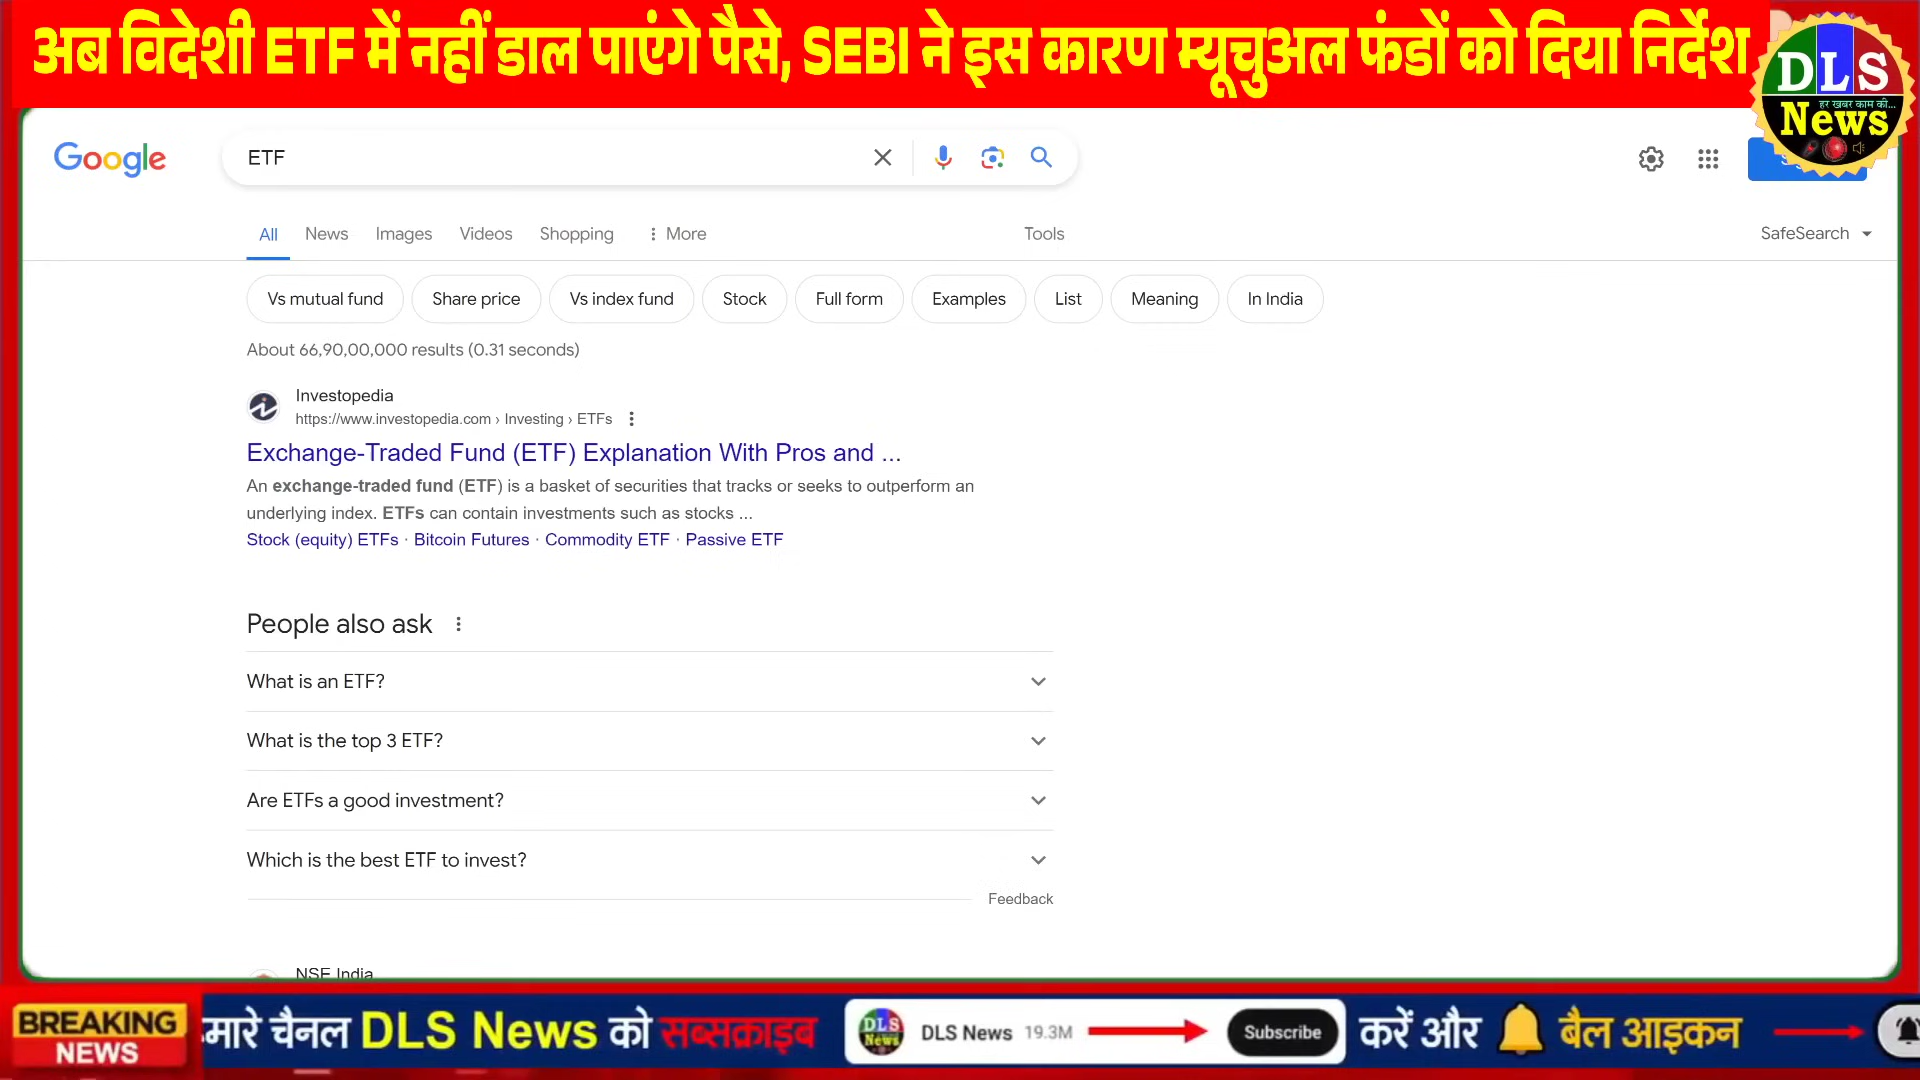 अब विदेशी ETF में नहीं डाल पाएंगे पैसे, SEBI ने इस कारण म्यूचुअल फंडों को दिया निर्देश
DLS
हर खबर काम की...
News
Google
ETF
All News Images Videos Shopping More Tools SafeSearch
Vs mutual fund Share price Vs index fund Stock Full form Examples List Meaning In India
About 66,90,00,000 results (0.31 seconds)
Investopedia
https://www.investopedia.com › Investing › ETFs
Exchange-Traded Fund (ETF) Explanation With Pros and ...
An exchange-traded fund (ETF) is a basket of securities that tracks or seeks to outperform an
underlying index. ETFs can contain investments such as stocks ...
Stock (equity) ETFs · Bitcoin Futures · Commodity ETF · Passive ETF
People also ask
What is an ETF?
What is the top 3 ETF?
Are ETFs a good investment?
Which is the best ETF to invest?
Feedback
NSE India
BREAKING
NEWS
मारे चैनल DLS News को सब्सक्राइब DLS News DLS News 19.3M Subscribe करें और बैल आइकन